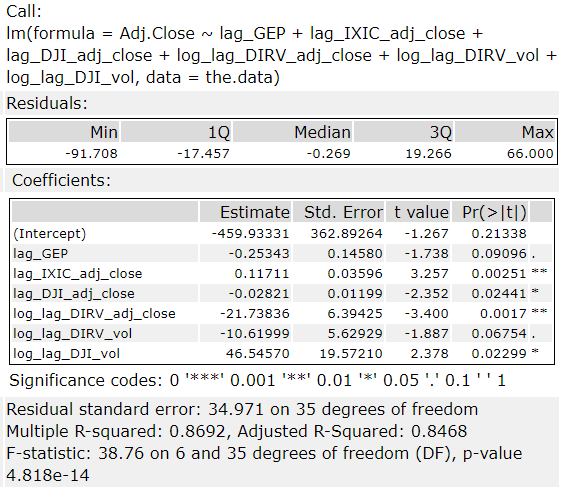 Call:
lm(formula = Adj.Close ~ lag_GEP + lag_IXIC_adj_close +
lag_DJI_adj_close + log_lag_DIRV_adj_close + log_lag_DIRV_vol +
log_lag_DJI_vol, data = the.data)
Residuals:
Min 1Q Median 3Q Max
-91.708 -17.457 -0.269 19.266 66.000
Coefficients:
Estimate Std. Error t value Pr(>|t|)
(Intercept) -459.93331 362.89264 -1.267 0.21338
lag_GEP -0.25343 0.14580 -1.738 0.09096 .
lag_IXIC_adj_close 0.11711 0.03596 3.257 0.00251 **
lag_DJI_adj_close -0.02821 0.01199 -2.352 0.02441 *
log_lag_DIRV_adj_close -21.73836 6.39425 -3.400 0.0017 **
log_lag_DIRV_vol -10.61999 5.62929 -1.887 0.06754 .
log_lag_DJI_vol 46.54570 19.57210 2.378 0.02299 *
Significance codes: 0 '***' 0.001 '**' 0.01 '*' 0.05 '.' 0.1 ' ' 1
Residual standard error: 34.971 on 35 degrees of freedom
Multiple R-squared: 0.8692, Adjusted R-Squared: 0.8468
F-statistic: 38.76 on 6 and 35 degrees of freedom (DF), p-value
4.818e-14